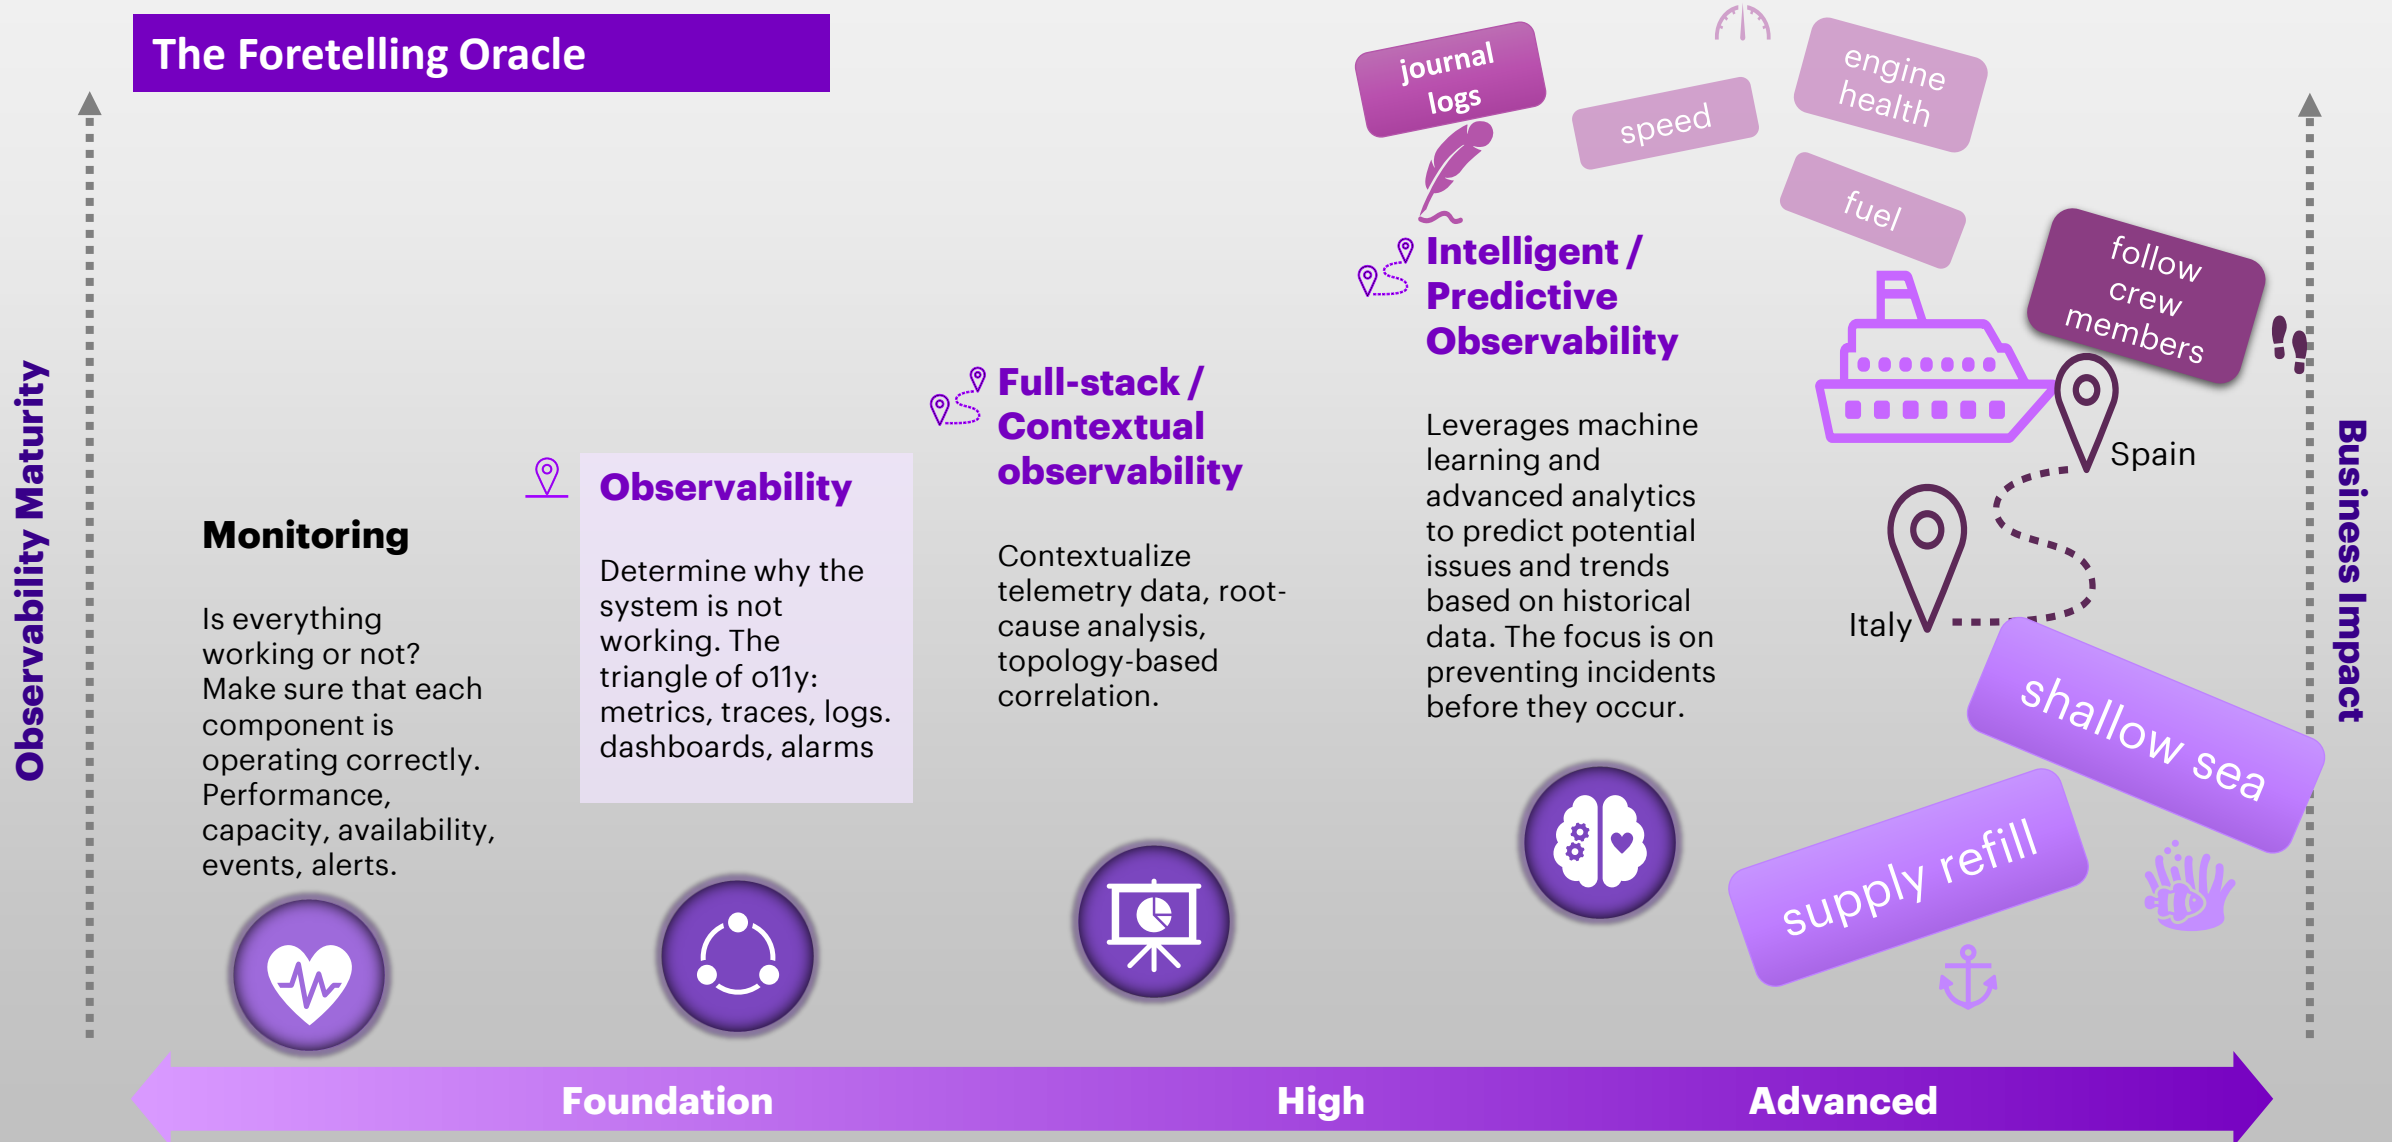 The Foretelling Oracle
journal
logs
speed
engine
health
fuel
follow
crew
members
Observability Maturity
Monitoring
Is everything
working or not?
Make sure that each
component is
operating correctly.
Performance,
capacity, availability,
events, alerts.
Observability
Determine why the
system is not
working. The
triangle of o11y:
metrics, traces, logs.
dashboards, alarms
Full-stack /
Contextual
observability
Contextualize
telemetry data, root-
cause analysis,
topology-based
correlation.
Intelligent /
Predictive
Observability
Leverages machine
learning and
advanced analytics
to predict potential
issues and trends
based on historical
data. The focus is on
preventing incidents
before they occur.
Spain
Italy
shallow sea
supply refill
Business Impact
Foundation
High
Advanced